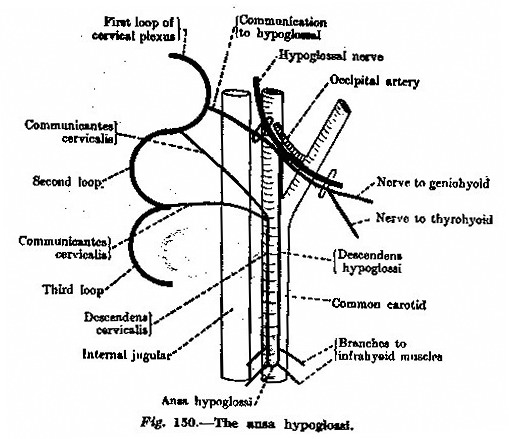 First loop of
cervical plexus
Communication
to hypoglossal
Hypoglossal nerve
Occipital artery
Communicantes
cervicalis
Second loop
Nerve to geniohyoid
Nerve to thyrohyoid
Communicantes
cervicalis
Descendens
hypoglossi
Third loop
Common carotid
Descendens
cervicalis
Internal jugular
Branches to
infrahyoid muscles
Ansa hypoglossi
Fig. 150.—The ansa hypoglossi.